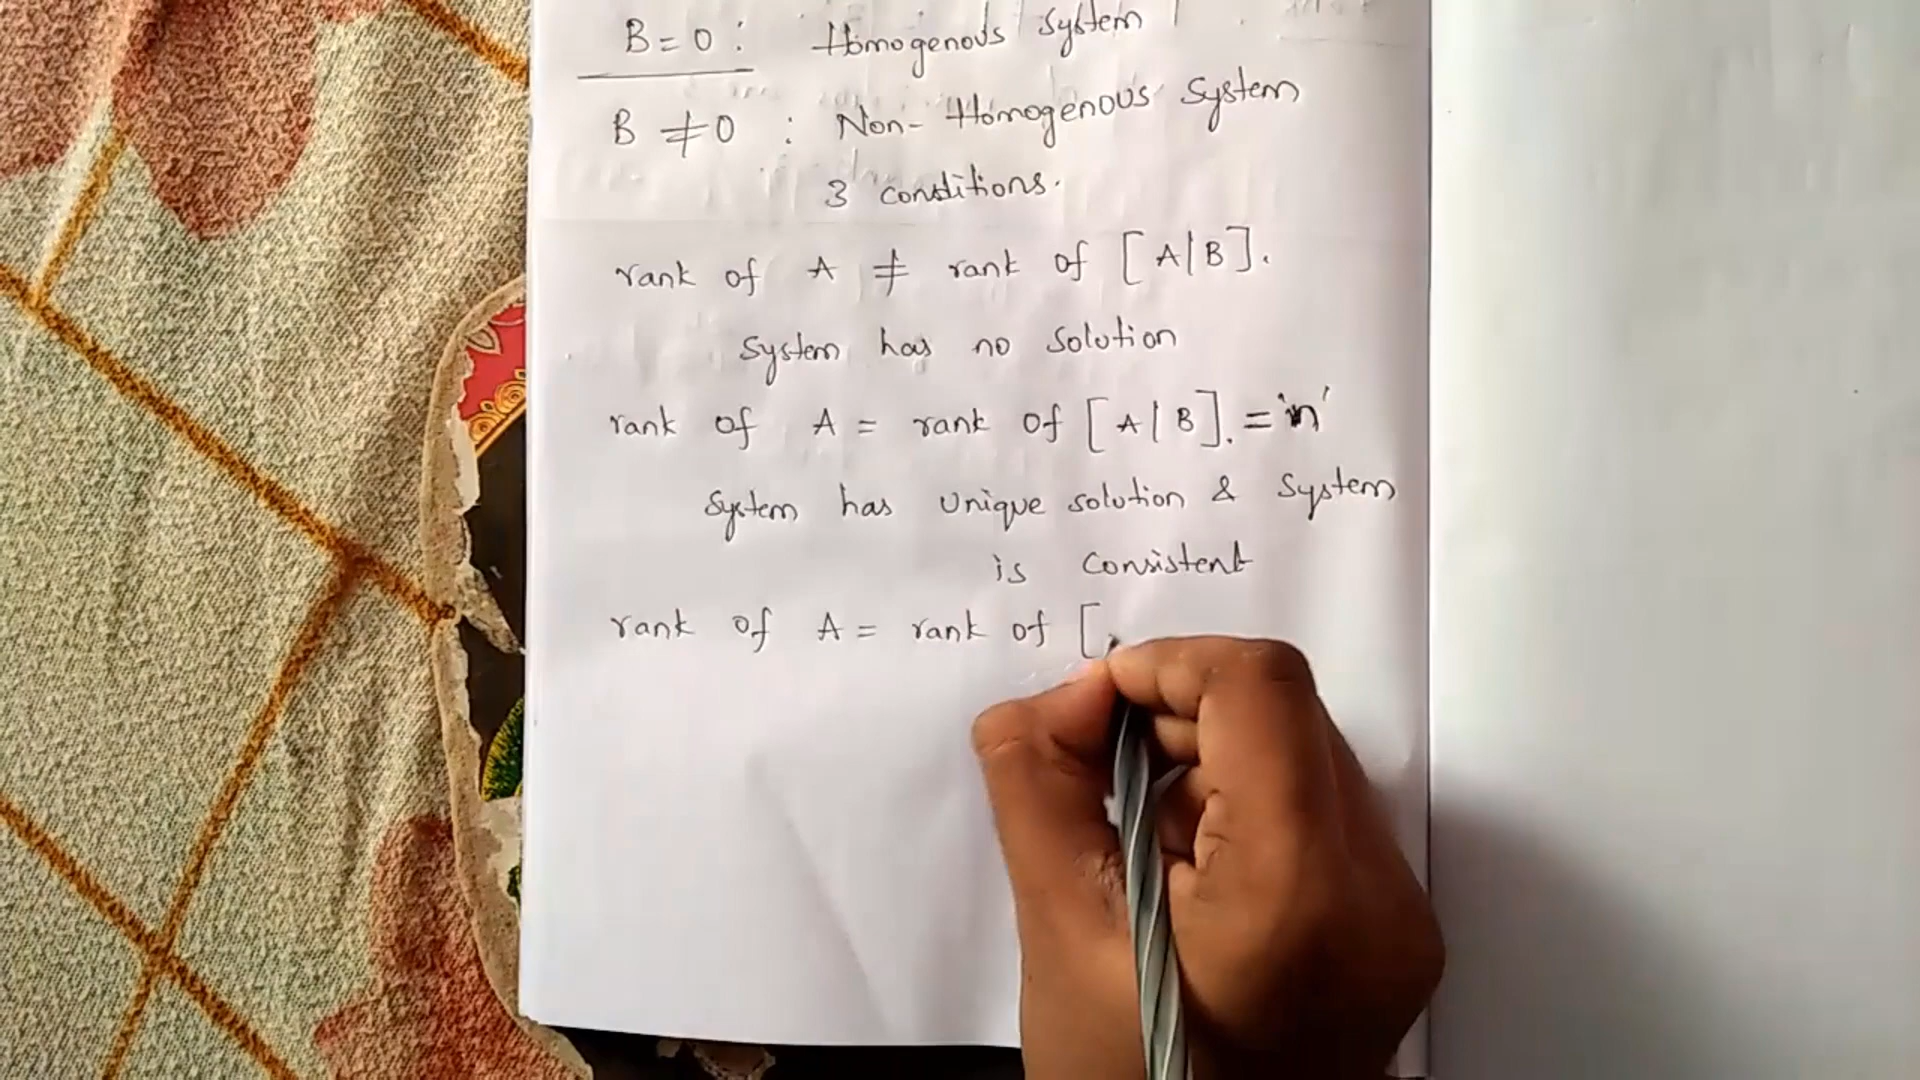 B = 0 : Homogenous System
B ≠ 0 : Non-Homogenous System
3 conditions.
rank of A ≠ rank of [A|B].
System has no solution
rank of A = rank of [A|B]. = 'n'
System has unique solution & System
is consistent
rank of A = rank of [